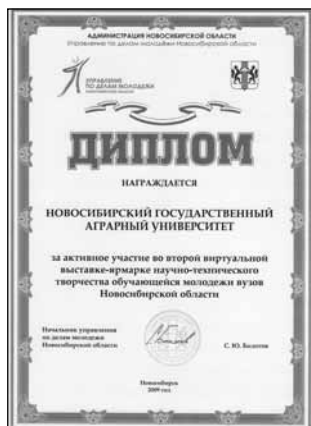 АДМИНИСТРАЦИЯ НОВОСИБИРСКОЙ ОБЛАСТИ
Управление по делам молодежи Новосибирской области
УПРАВЛЕНИЕ
ПО ДЕЛАМ МОЛОДЕЖИ
ДИПЛОМ
НАГРАЖДАЕТСЯ
НОВОСИБИРСКИЙ ГОСУДАРСТВЕННЫЙ
АГРАРНЫЙ УНИВЕРСИТЕТ
за активное участие во второй виртуальной
выставке-ярмарке научно-технического
творчества обучающейся молодежи вузов
Новосибирской области
Начальник управления
по делам молодежи
Новосибирской области
С. Ю.
Новосибирск
2009 год